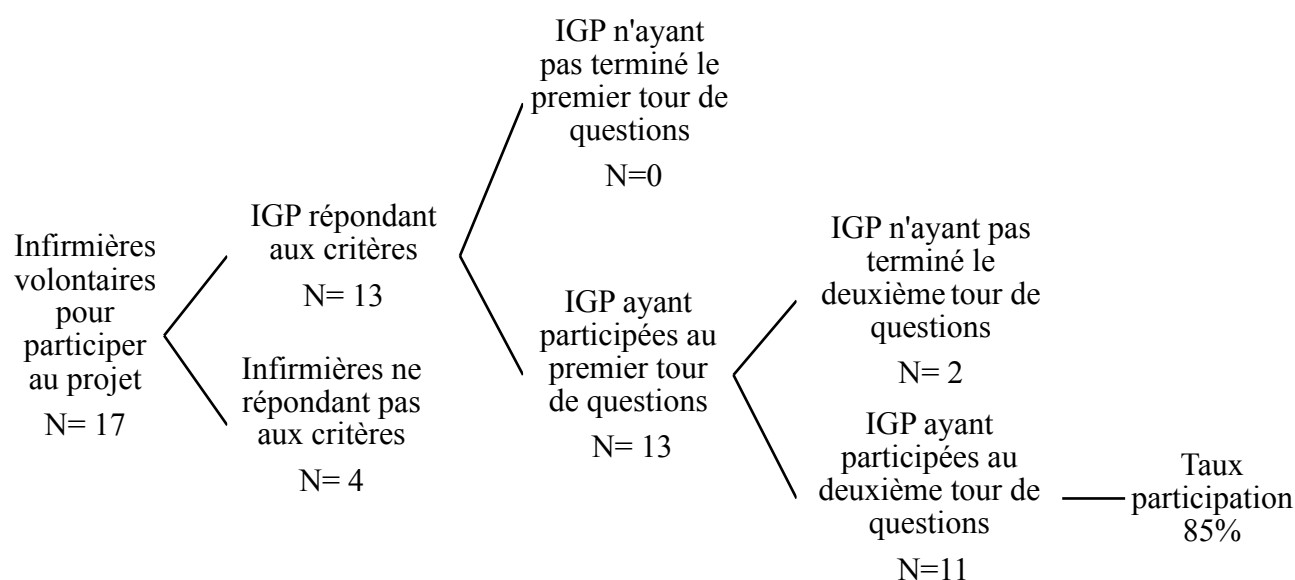 Infirmières
volontaires
pour
participer
au projet
N= 17
IGP répondant
aux critères
N= 13
Infirmières ne
répondant pas
aux critères
N= 4
IGP n'ayant
pas terminé le
premier tour de
questions
N=0
IGP ayant
participées au
premier tour
de questions
N= 13
IGP n'ayant pas
terminé le
deuxième tour de
questions
N= 2
IGP ayant
participées au
deuxième tour de
questions
N=11
Taux
participation
85%